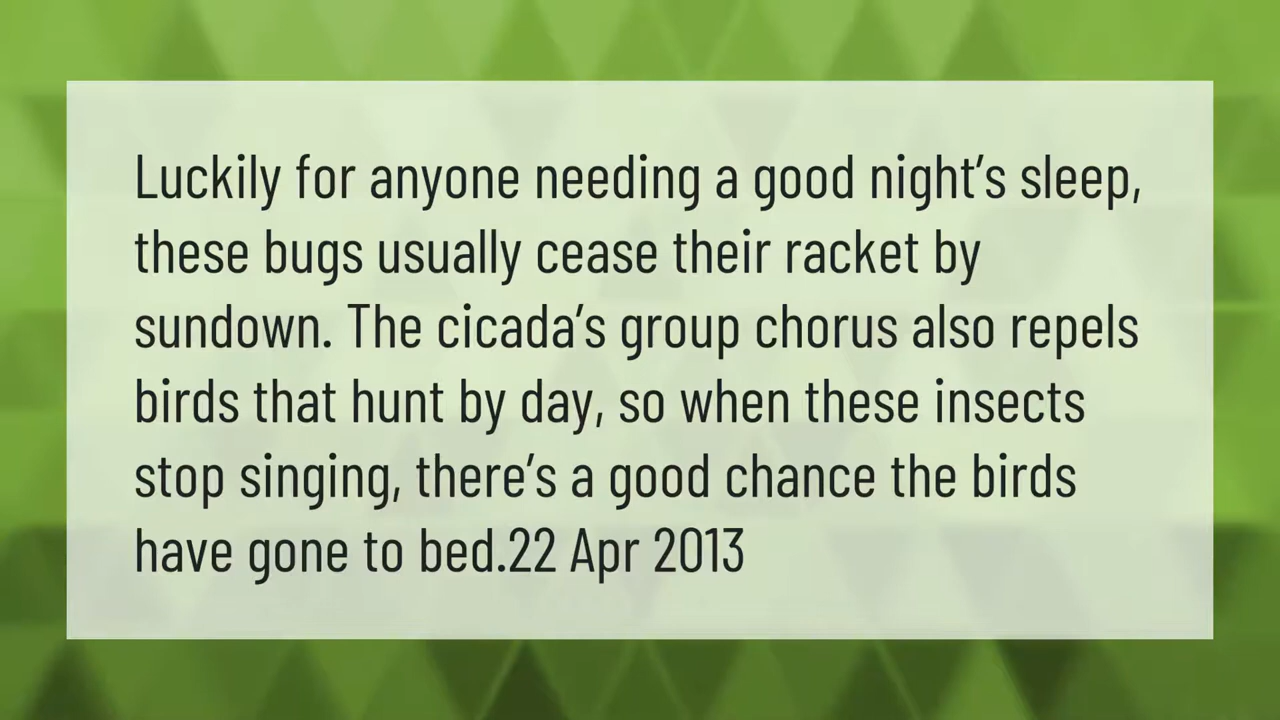 Luckily for anyone needing a good night’s sleep,
these bugs usually cease their racket by
sundown. The cicada’s group chorus also repels
birds that hunt by day, so when these insects
stop singing, there’s a good chance the birds
have gone to bed.22 Apr 2013